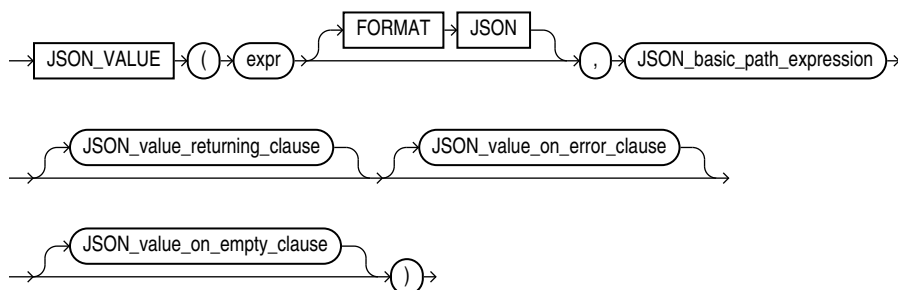 JSON_VALUE ( expr FORMAT JSON , JSON_basic_path_expression
JSON_value_returning_clause JSON_value_on_error_clause
JSON_value_on_empty_clause )